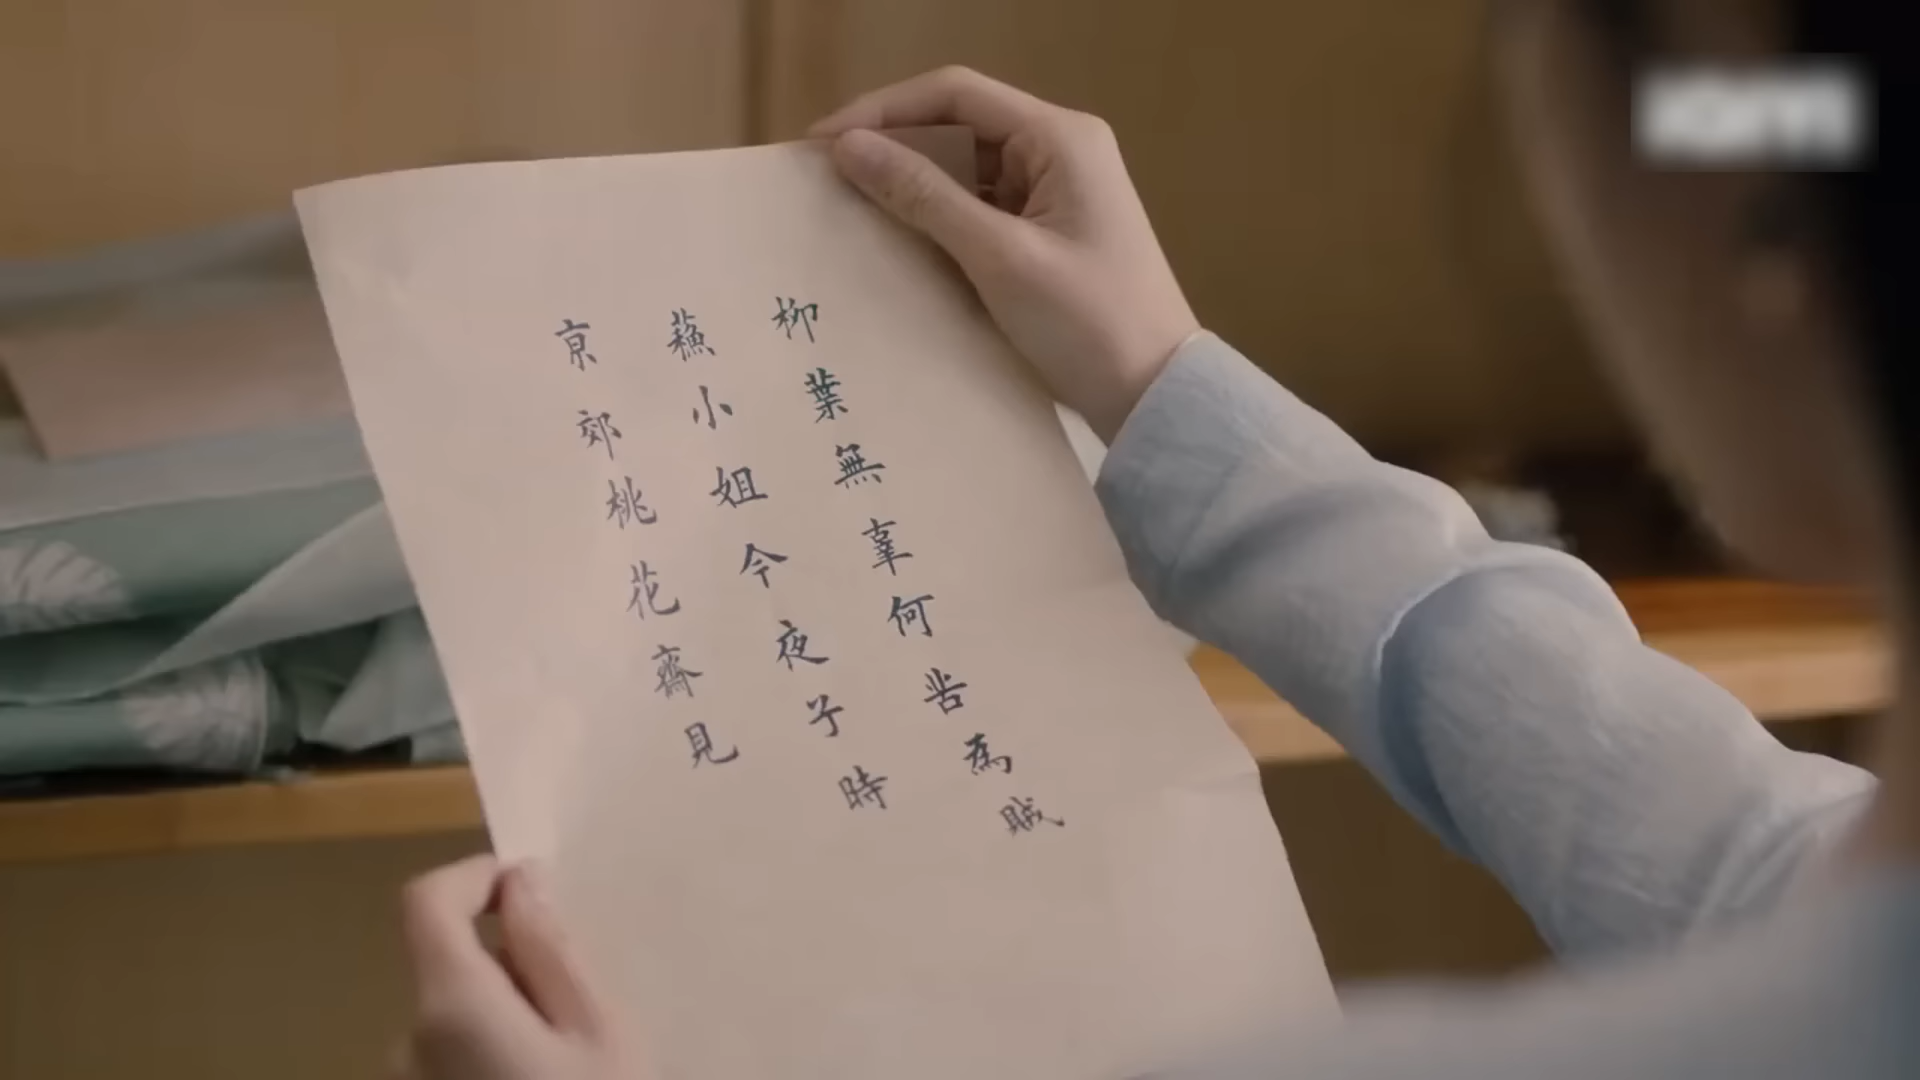 柳葉無辜何苦為賊
蘓小姐今夜子時
京郊桃花齋見